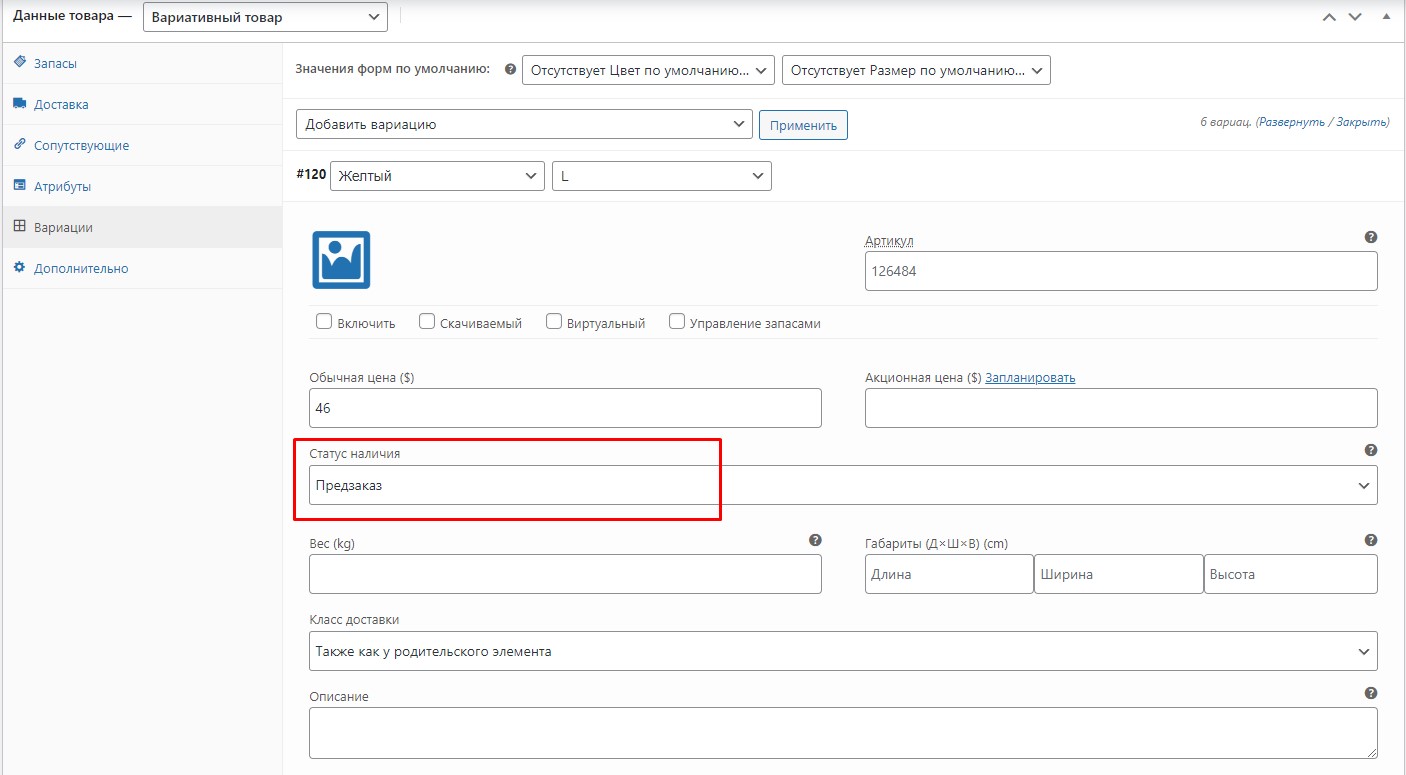 Данные товара — Вариативный товар
Запасы
Доставка
Сопутствующие
Атрибуты
Вариации
Дополнительно
Значения форм по умолчанию: Отсутствует Цвет по умолчанию... Отсутствует Размер по умолчанию...
Добавить вариацию Применить 6 вариац. (Развернуть / Закрыть)
#120 Желтый L
Артикул
126484
Включить Скачиваемый Виртуальный Управление запасами
Обычная цена ($) Акционная цена ($) Запланировать
46
Статус наличия
Предзаказ
Вес (kg) Габариты (Д×Ш×В) (cm)
Длина Ширина Высота
Класс доставки
Также как у родительского элемента
Описание